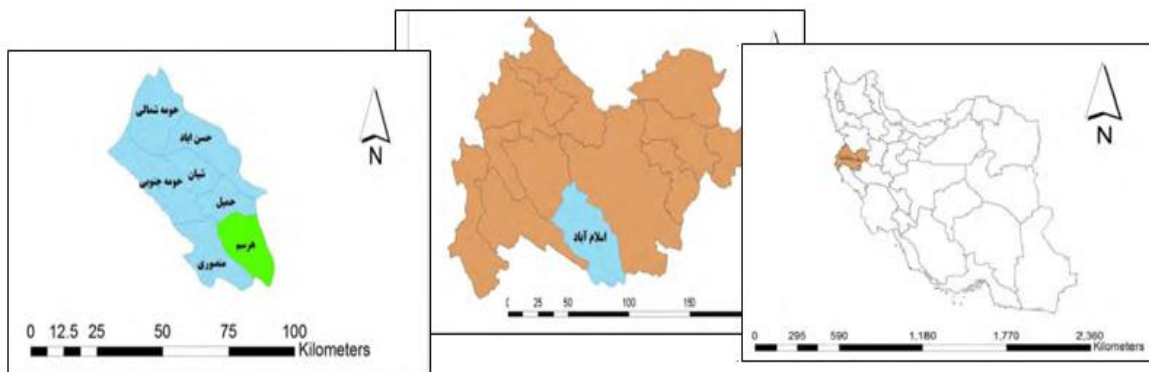 حومه شمالی
حسن اباد
شیان
حومه جنوبی
حمیل
هرسم
منصوری
N
0 12.5 25 50 75 100
Kilometers
اسلام آباد
0 25 50 100 150
N
0 295 590 1,180 1,770 2,360
Kilometers